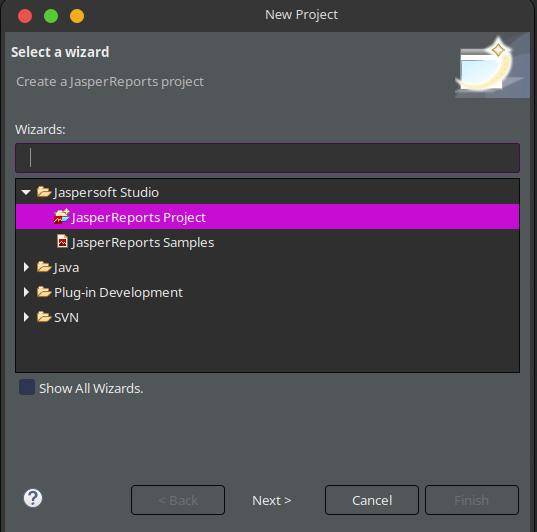 New Project
Select a wizard
Create a JasperReports project
Wizards:
Jaspersoft Studio
JasperReports Project
JasperReports Samples
Java
Plug-in Development
SVN
Show All Wizards.
? < Back Next > Cancel Finish